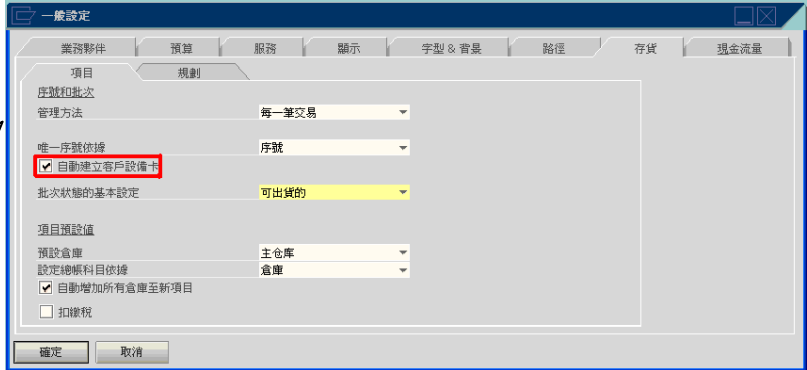 一般設定
業務夥伴 預算 服務 顯示 字型 & 背景 路徑 存貨 現金流量
項目 規劃
序號和批次
管理方法 每一筆交易
唯一序號依據 序號
自動建立客戶設備卡
批次狀態的基本設定 可出貨的
項目預設值
預設倉庫 主仓库
設定總帳科目依據 倉庫
自動增加所有倉庫至新項目
扣繳稅
確定 取消